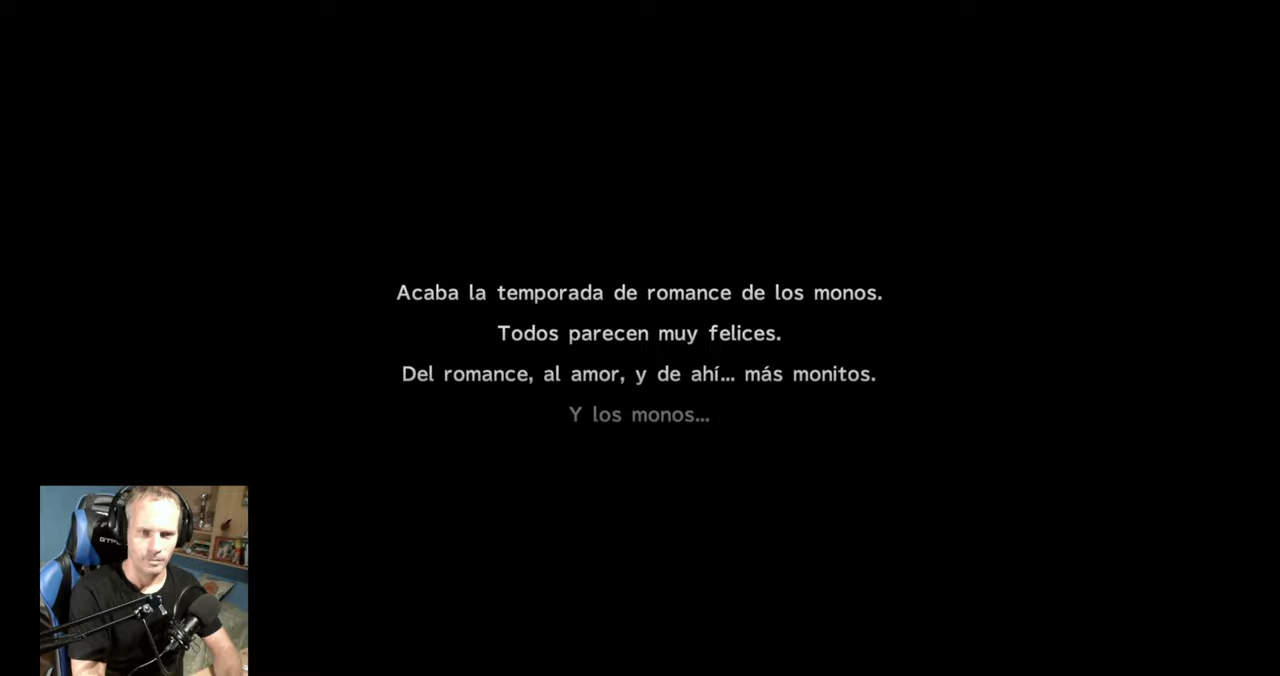 Acaba la temporada de romance de los monos.
Todos parecen muy felices.
Del romance, al amor, y de ahí... más monitos.
Y los monos...